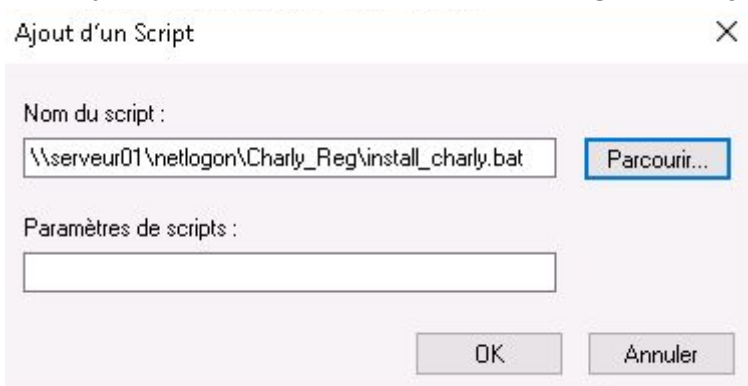 Ajout d'un Script
Nom du script :
\\serveur01\netlogon\Charly_Reg\install_charly.bat
Parcourir...
Paramètres de scripts :
OK
Annuler